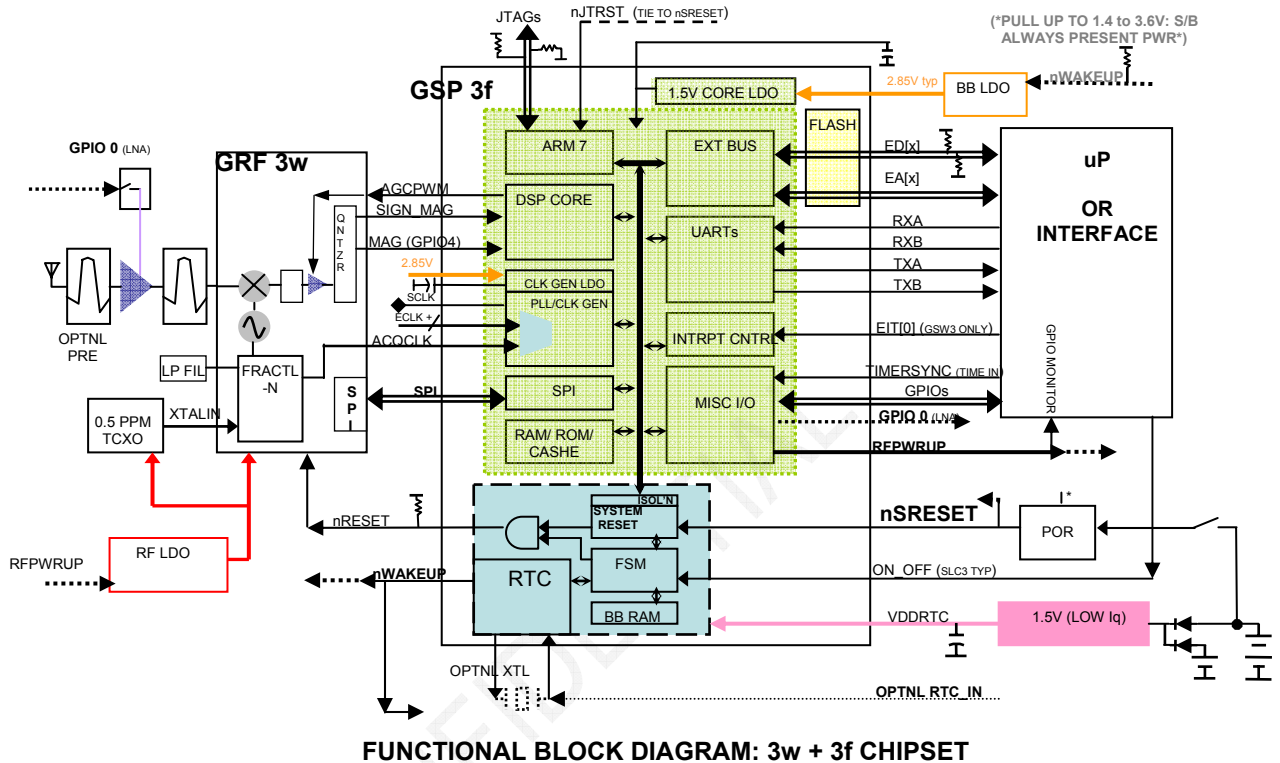 JTAGs
nJTRST (TIE TO nSRESET)
(*PULL UP TO 1.4 to 3.6V: S/B
ALWAYS PRESENT PWR*)
nWAKEUP
GSP 3f
1.5V CORE LDO
2.85V typ
BB LDO
FLASH
GPIO 0 (LNA)
GRF 3w
ARM 7
EXT BUS
ED[x]
uP
OR
INTERFACE
EA[x]
AGCPWM
DSP CORE
SIGN_MAG
Q
N
T
Z
R
MAG (GPIO4)
UARTs
RXA
RXB
TXA
TXB
2.85V
CLK GEN LDO
SCLK
PLL/CLK GEN
ECLK +
OPTNL
PRE
ACQCLK
INTRPT CNTRL
EIT[0] (GSW3 ONLY)
GPIO MONITOR
LP FIL
FRACTL
-N
TIMERSYNC (TIME IN)
S
P
I
SPI
SPI
MISC I/O
GPIOs
GPIO 0 (LNA)
0.5 PPM
TCXO
XTALIN
RAM/ ROM/
CASHE
RFPWRUP
ISOL'N
SYSTEM
RESET
nRESET
nSRESET
I*
POR
RF LDO
RFPWRUP
nWAKEUP
RTC
FSM
ON_OFF (SLC3 TYP)
BB RAM
VDDRTC
1.5V (LOW Iq)
OPTNL XTL
OPTNL RTC_IN
FUNCTIONAL BLOCK DIAGRAM: 3w + 3f CHIPSET